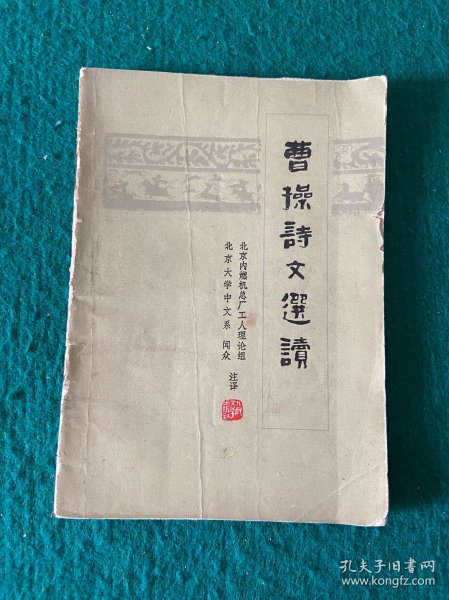 曹操詩文選讀
北京内燃机总厂工人理论组
北京大学中文系 闻众
注译
孔夫子旧书网
www.kongfz.com